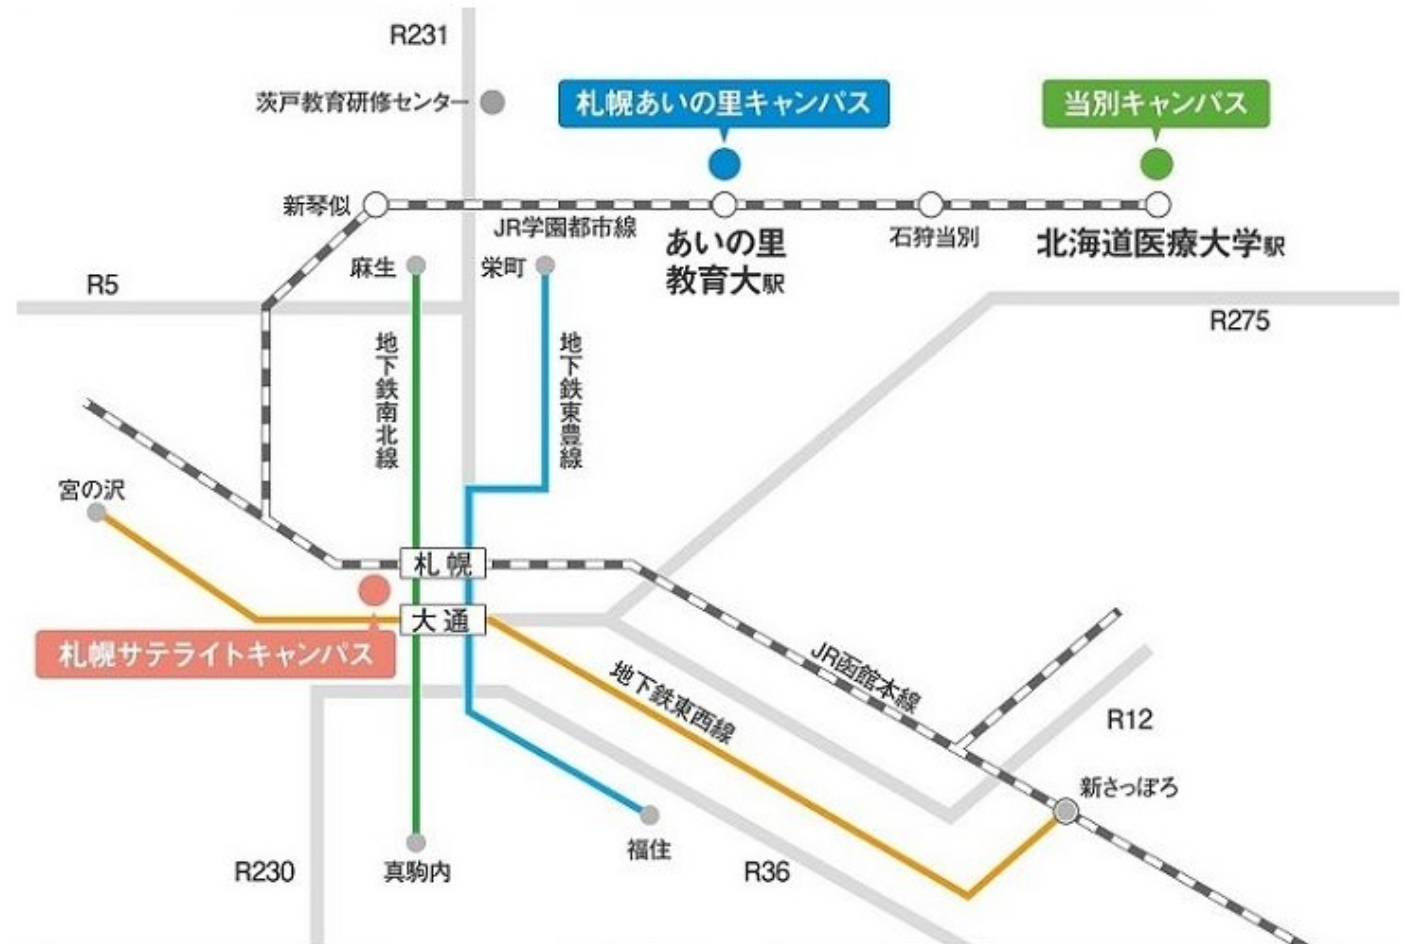 R231
茨戸教育研修センター
札幌あいの里キャンパス
当別キャンパス
新琴似
JR学園都市線
あいの里
教育大駅
石狩当別
北海道医療大学駅
麻生
栄町
R5
R275
地下鉄南北線
地下鉄東豊線
宮の沢
札幌
大通
札幌サテライトキャンパス
地下鉄東西線
JR函館本線
R12
新さっぽろ
福住
真駒内
R230
R36